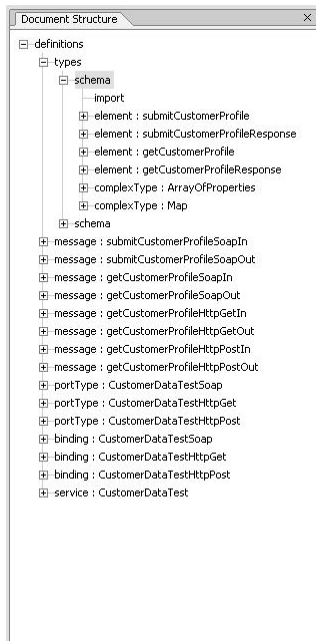 Document Structure
definitions
types
schema
import
element : submitCustomerProfile
element : submitCustomerProfileResponse
element : getCustomerProfile
element : getCustomerProfileResponse
complexType : ArrayOfProperties
complexType : Map
schema
message : submitCustomerProfileSoapIn
message : submitCustomerProfileSoapOut
message : getCustomerProfileSoapIn
message : getCustomerProfileSoapOut
message : getCustomerProfileHttpGetIn
message : getCustomerProfileHttpGetOut
message : getCustomerProfileHttpPostIn
message : getCustomerProfileHttpPostOut
portType : CustomerDataTestSoap
portType : CustomerDataTestHttpGet
portType : CustomerDataTestHttpPost
binding : CustomerDataTestSoap
binding : CustomerDataTestHttpGet
binding : CustomerDataTestHttpPost
service : CustomerDataTest